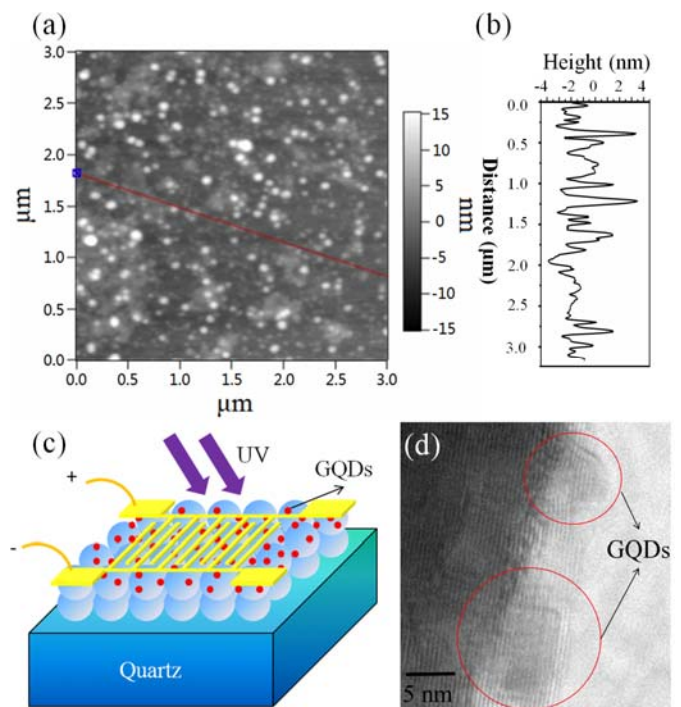 (a)
3.0
2.5
2.0
1.5
1.0
0.5
0.0
μm
0.0 0.5 1.0 1.5 2.0 2.5 3.0
μm
15
10
5
0
-5
-10
-15
nm
(b)
Height (nm)
-4 -2 0 2 4
0.0
0.5
1.0
1.5
2.0
2.5
3.0
Distance (μm)
(c)
UV
GQDs
+
-
Quartz
(d)
GQDs
5 nm